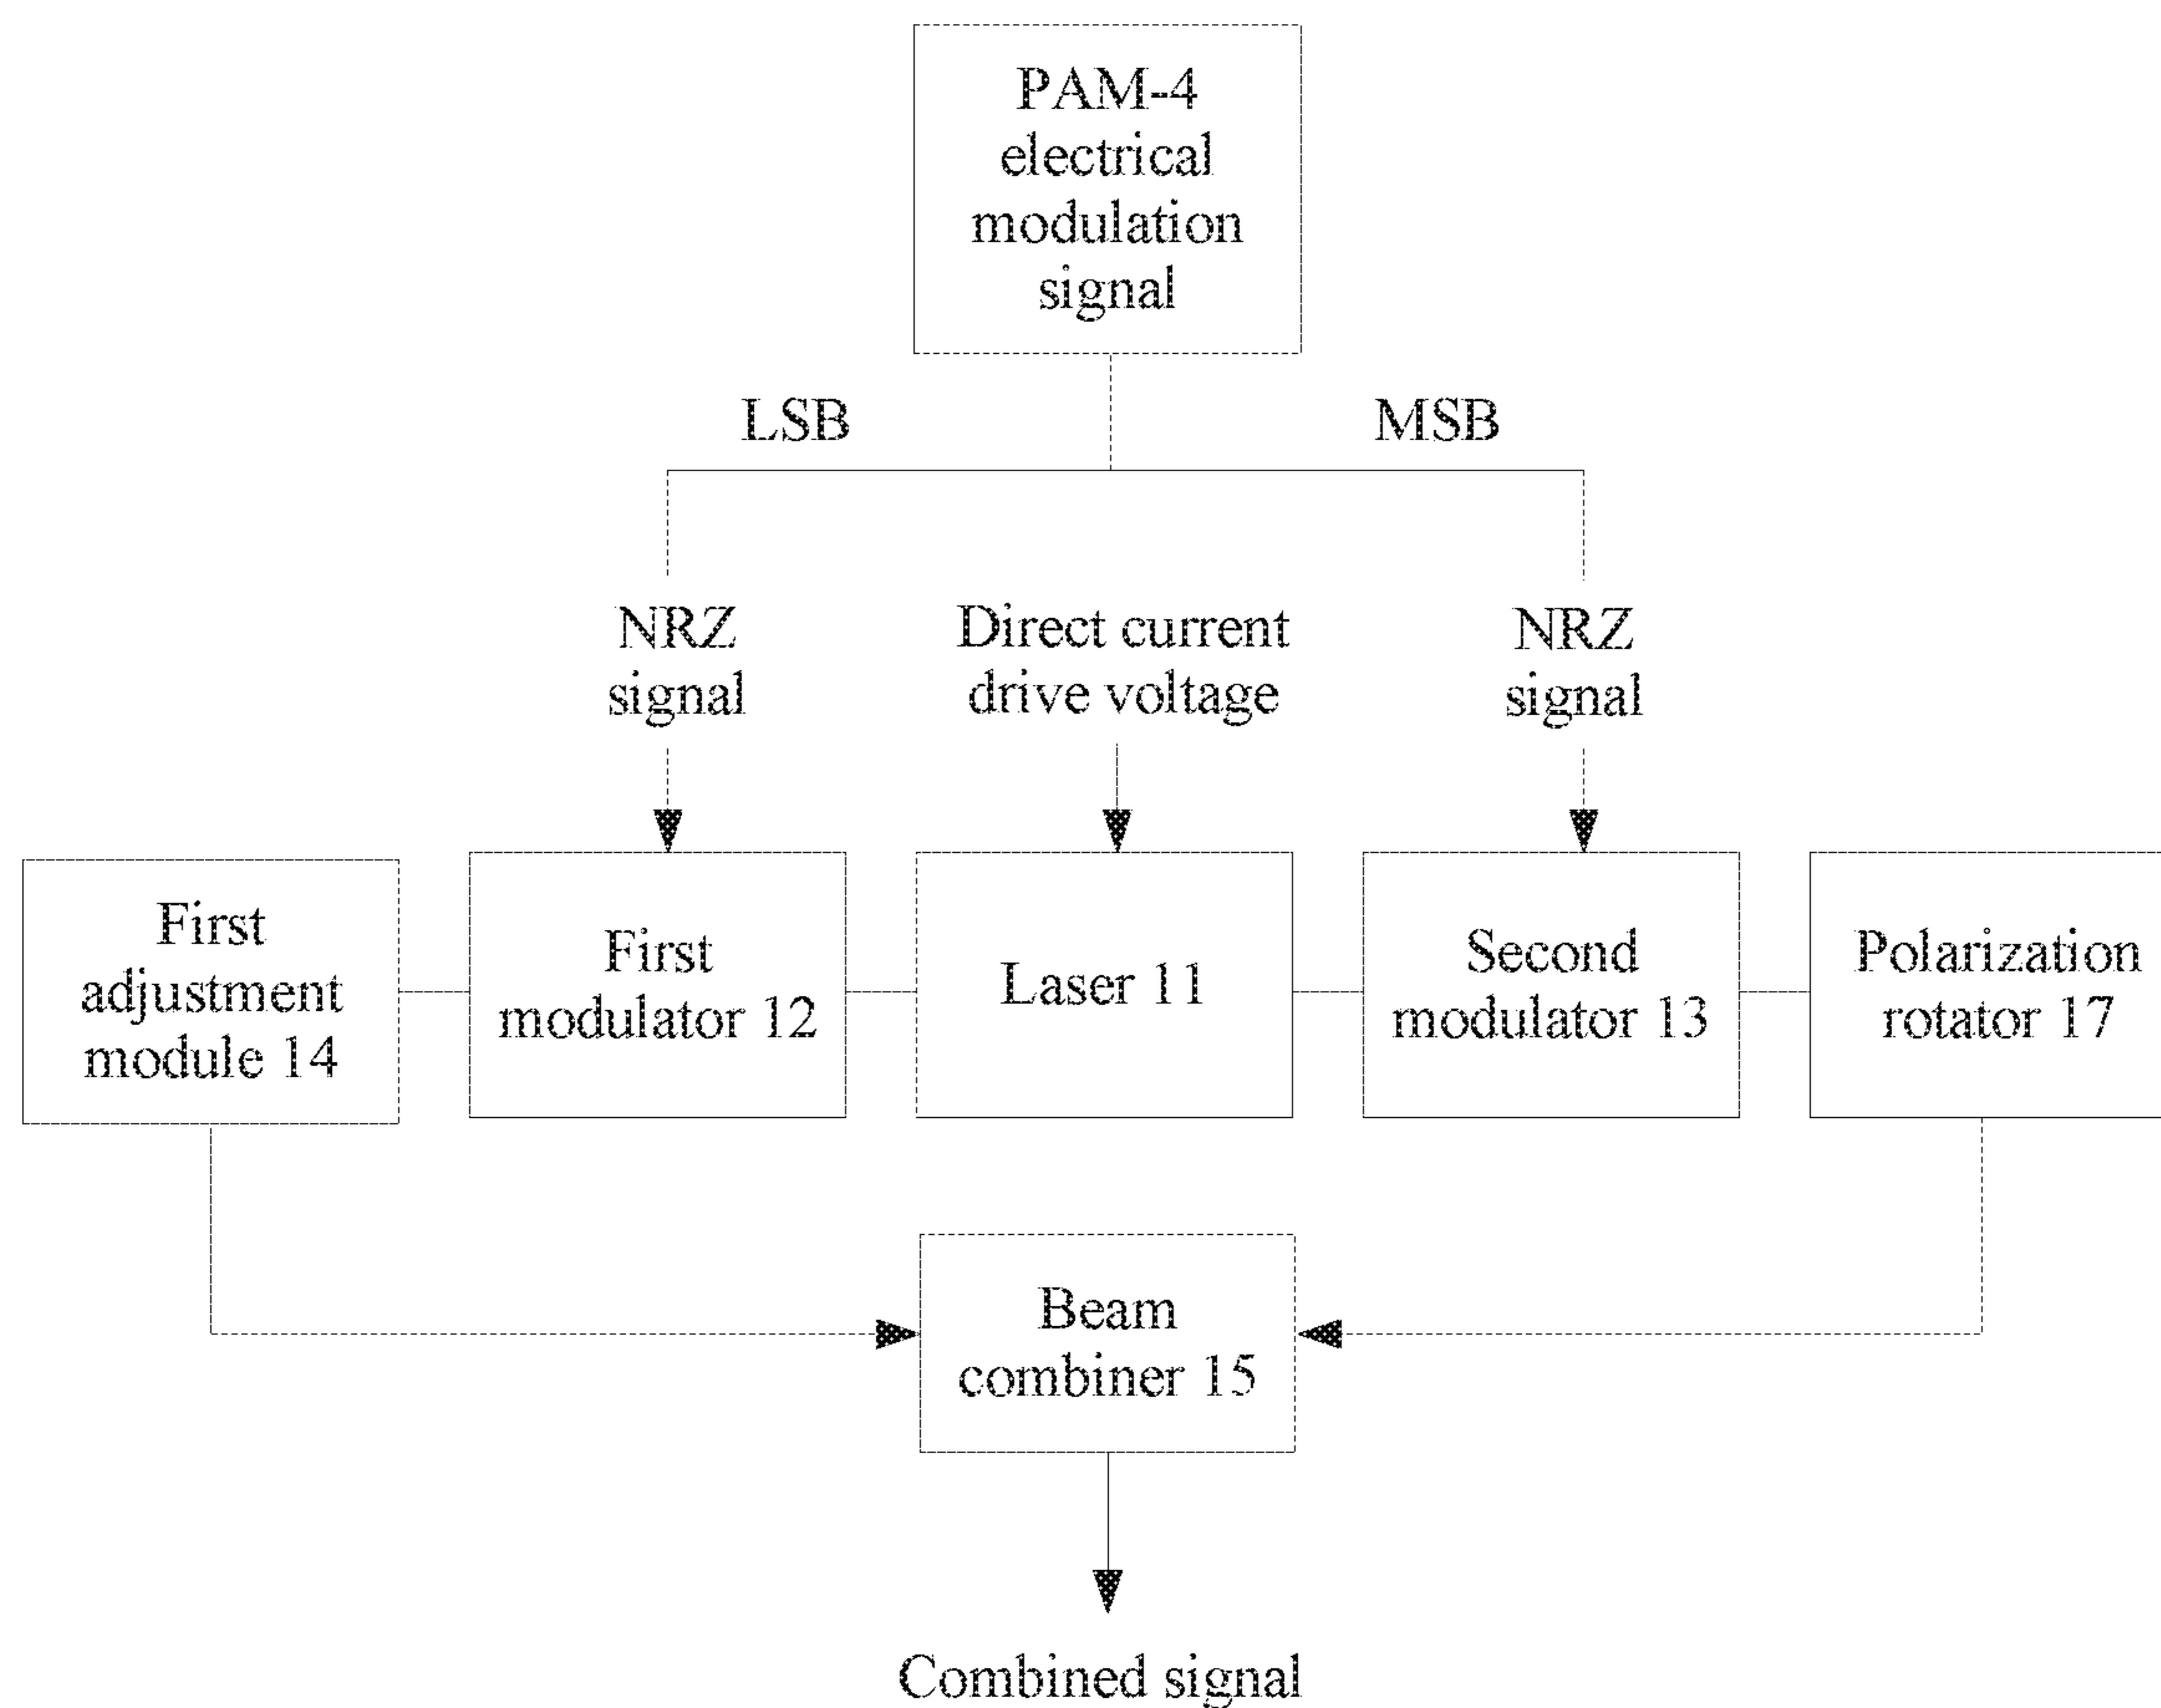 PAM-4
electrical
modulation
signal
LSB
MSB
NRZ
signal
Direct current
drive voltage
NRZ
signal
First
adjustment
module 14
First
modulator 12
Laser 11
Second
modulator 13
Polarization
rotator 17
Beam
combiner 15
Combined signal